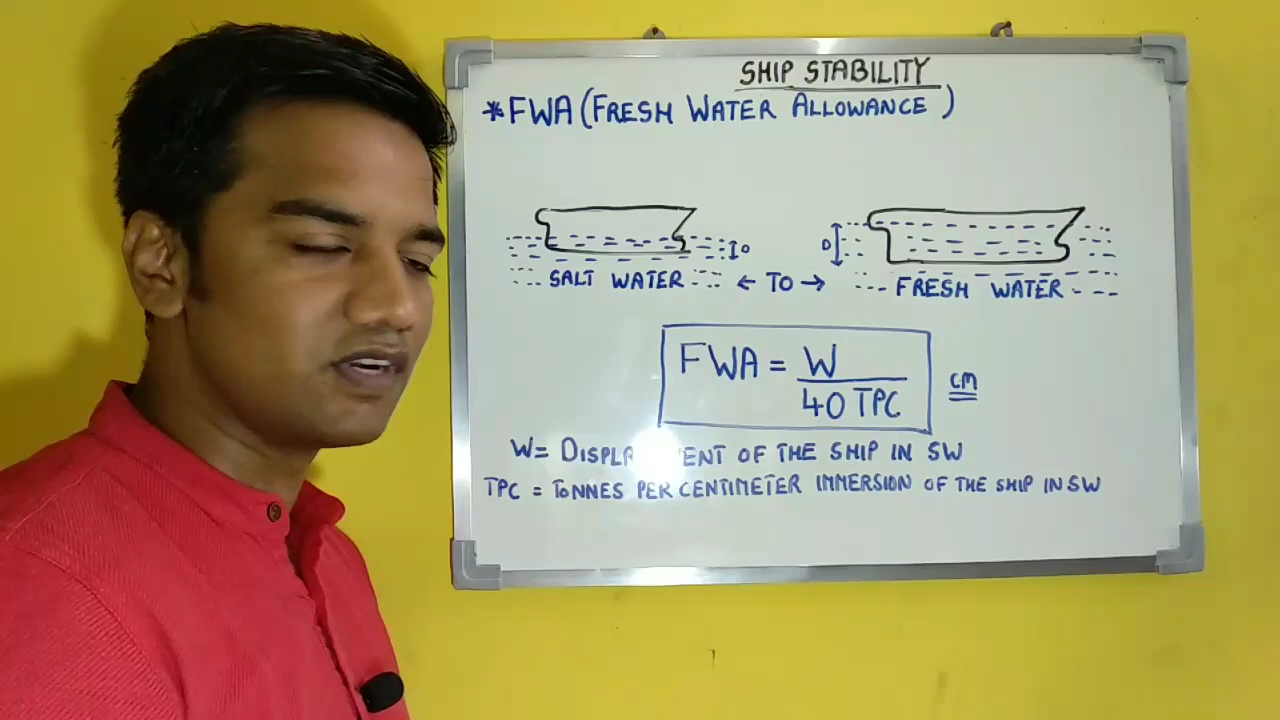 SHIP STABILITY
*FWA (FRESH WATER ALLOWANCE)
D
D
SALT WATER ← TO → FRESH WATER
FWA = W
40 TPC
cm
W = DISPL ENT OF THE SHIP IN SW
TPC = TONNES PER CENTIMETER IMMERSION OF THE SHIP IN SW